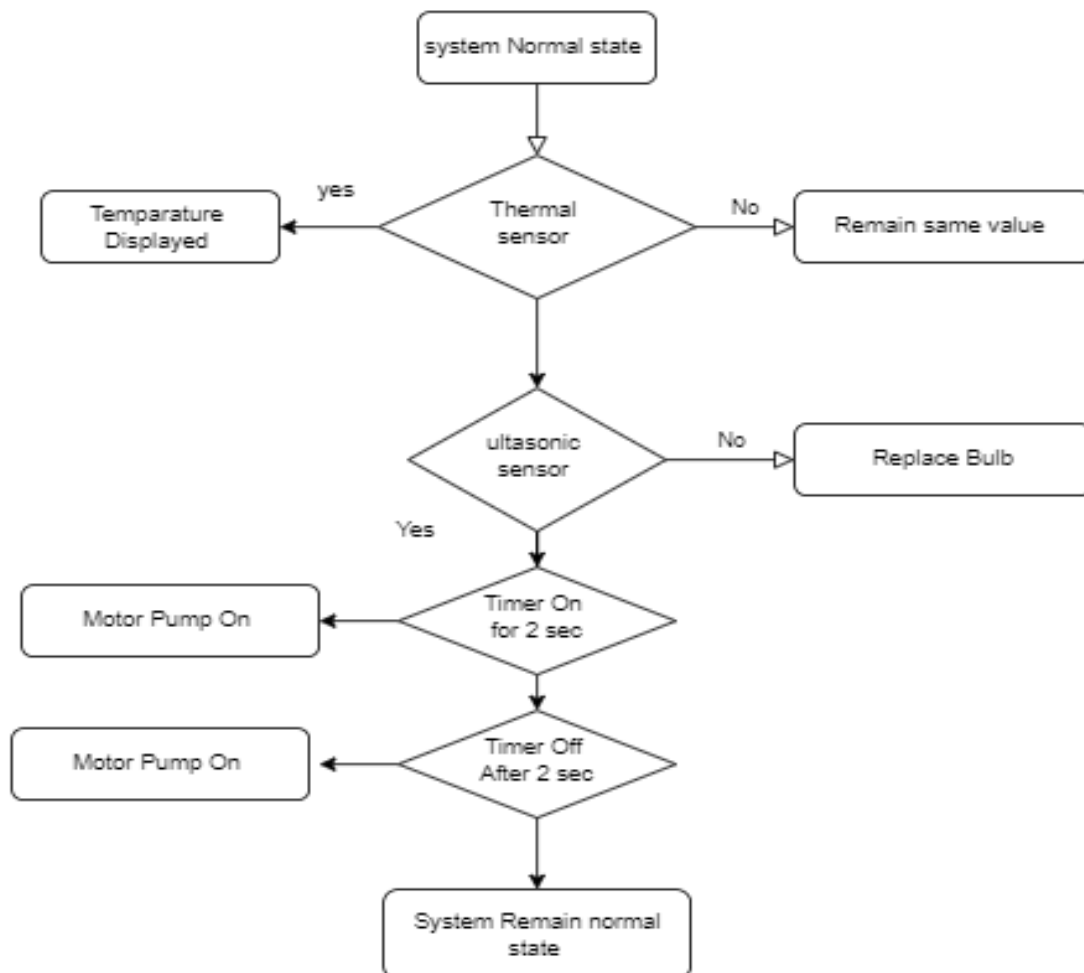 system Normal state
yes
Temparature
Displayed
Thermal
sensor
No
Remain same value
ultasonic
sensor
No
Replace Bulb
Yes
Motor Pump On
Timer On
for 2 sec
Motor Pump On
Timer Off
After 2 sec
System Remain normal
state